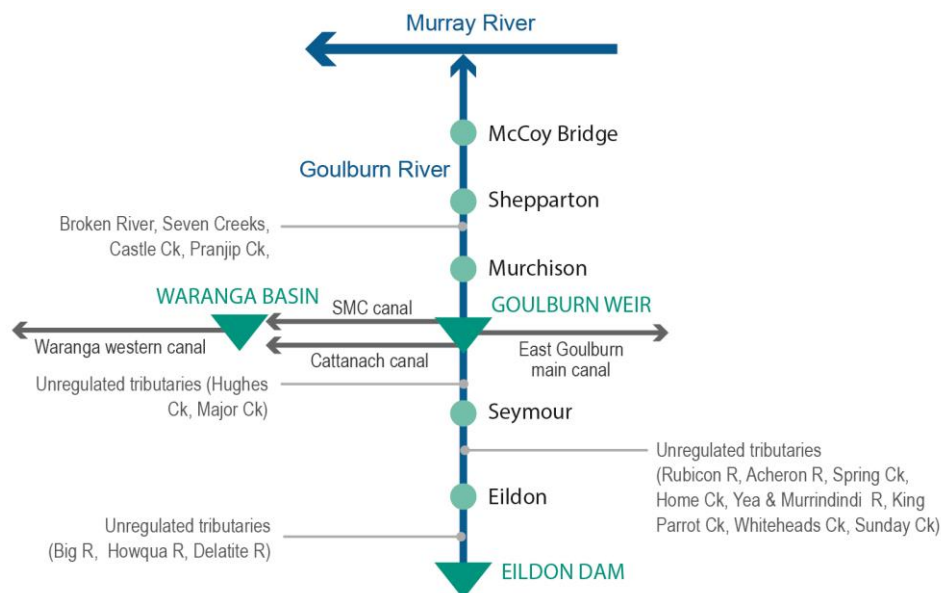 Murray River
McCoy Bridge
Goulburn River
Shepparton
Broken River, Seven Creeks,
Castle Ck, Pranjip Ck,
Murchison
WARANGA BASIN
SMC canal
GOULBURN WEIR
Waranga western canal
Cattanach canal
East Goulburn
main canal
Unregulated tributaries (Hughes
Ck, Major Ck)
Seymour
Unregulated tributaries
(Rubicon R, Acheron R, Spring Ck,
Home Ck, Yea & Murrindindi R, King
Parrot Ck, Whiteheads Ck, Sunday Ck)
Eildon
Unregulated tributaries
(Big R, Howqua R, Delatite R)
EILDON DAM